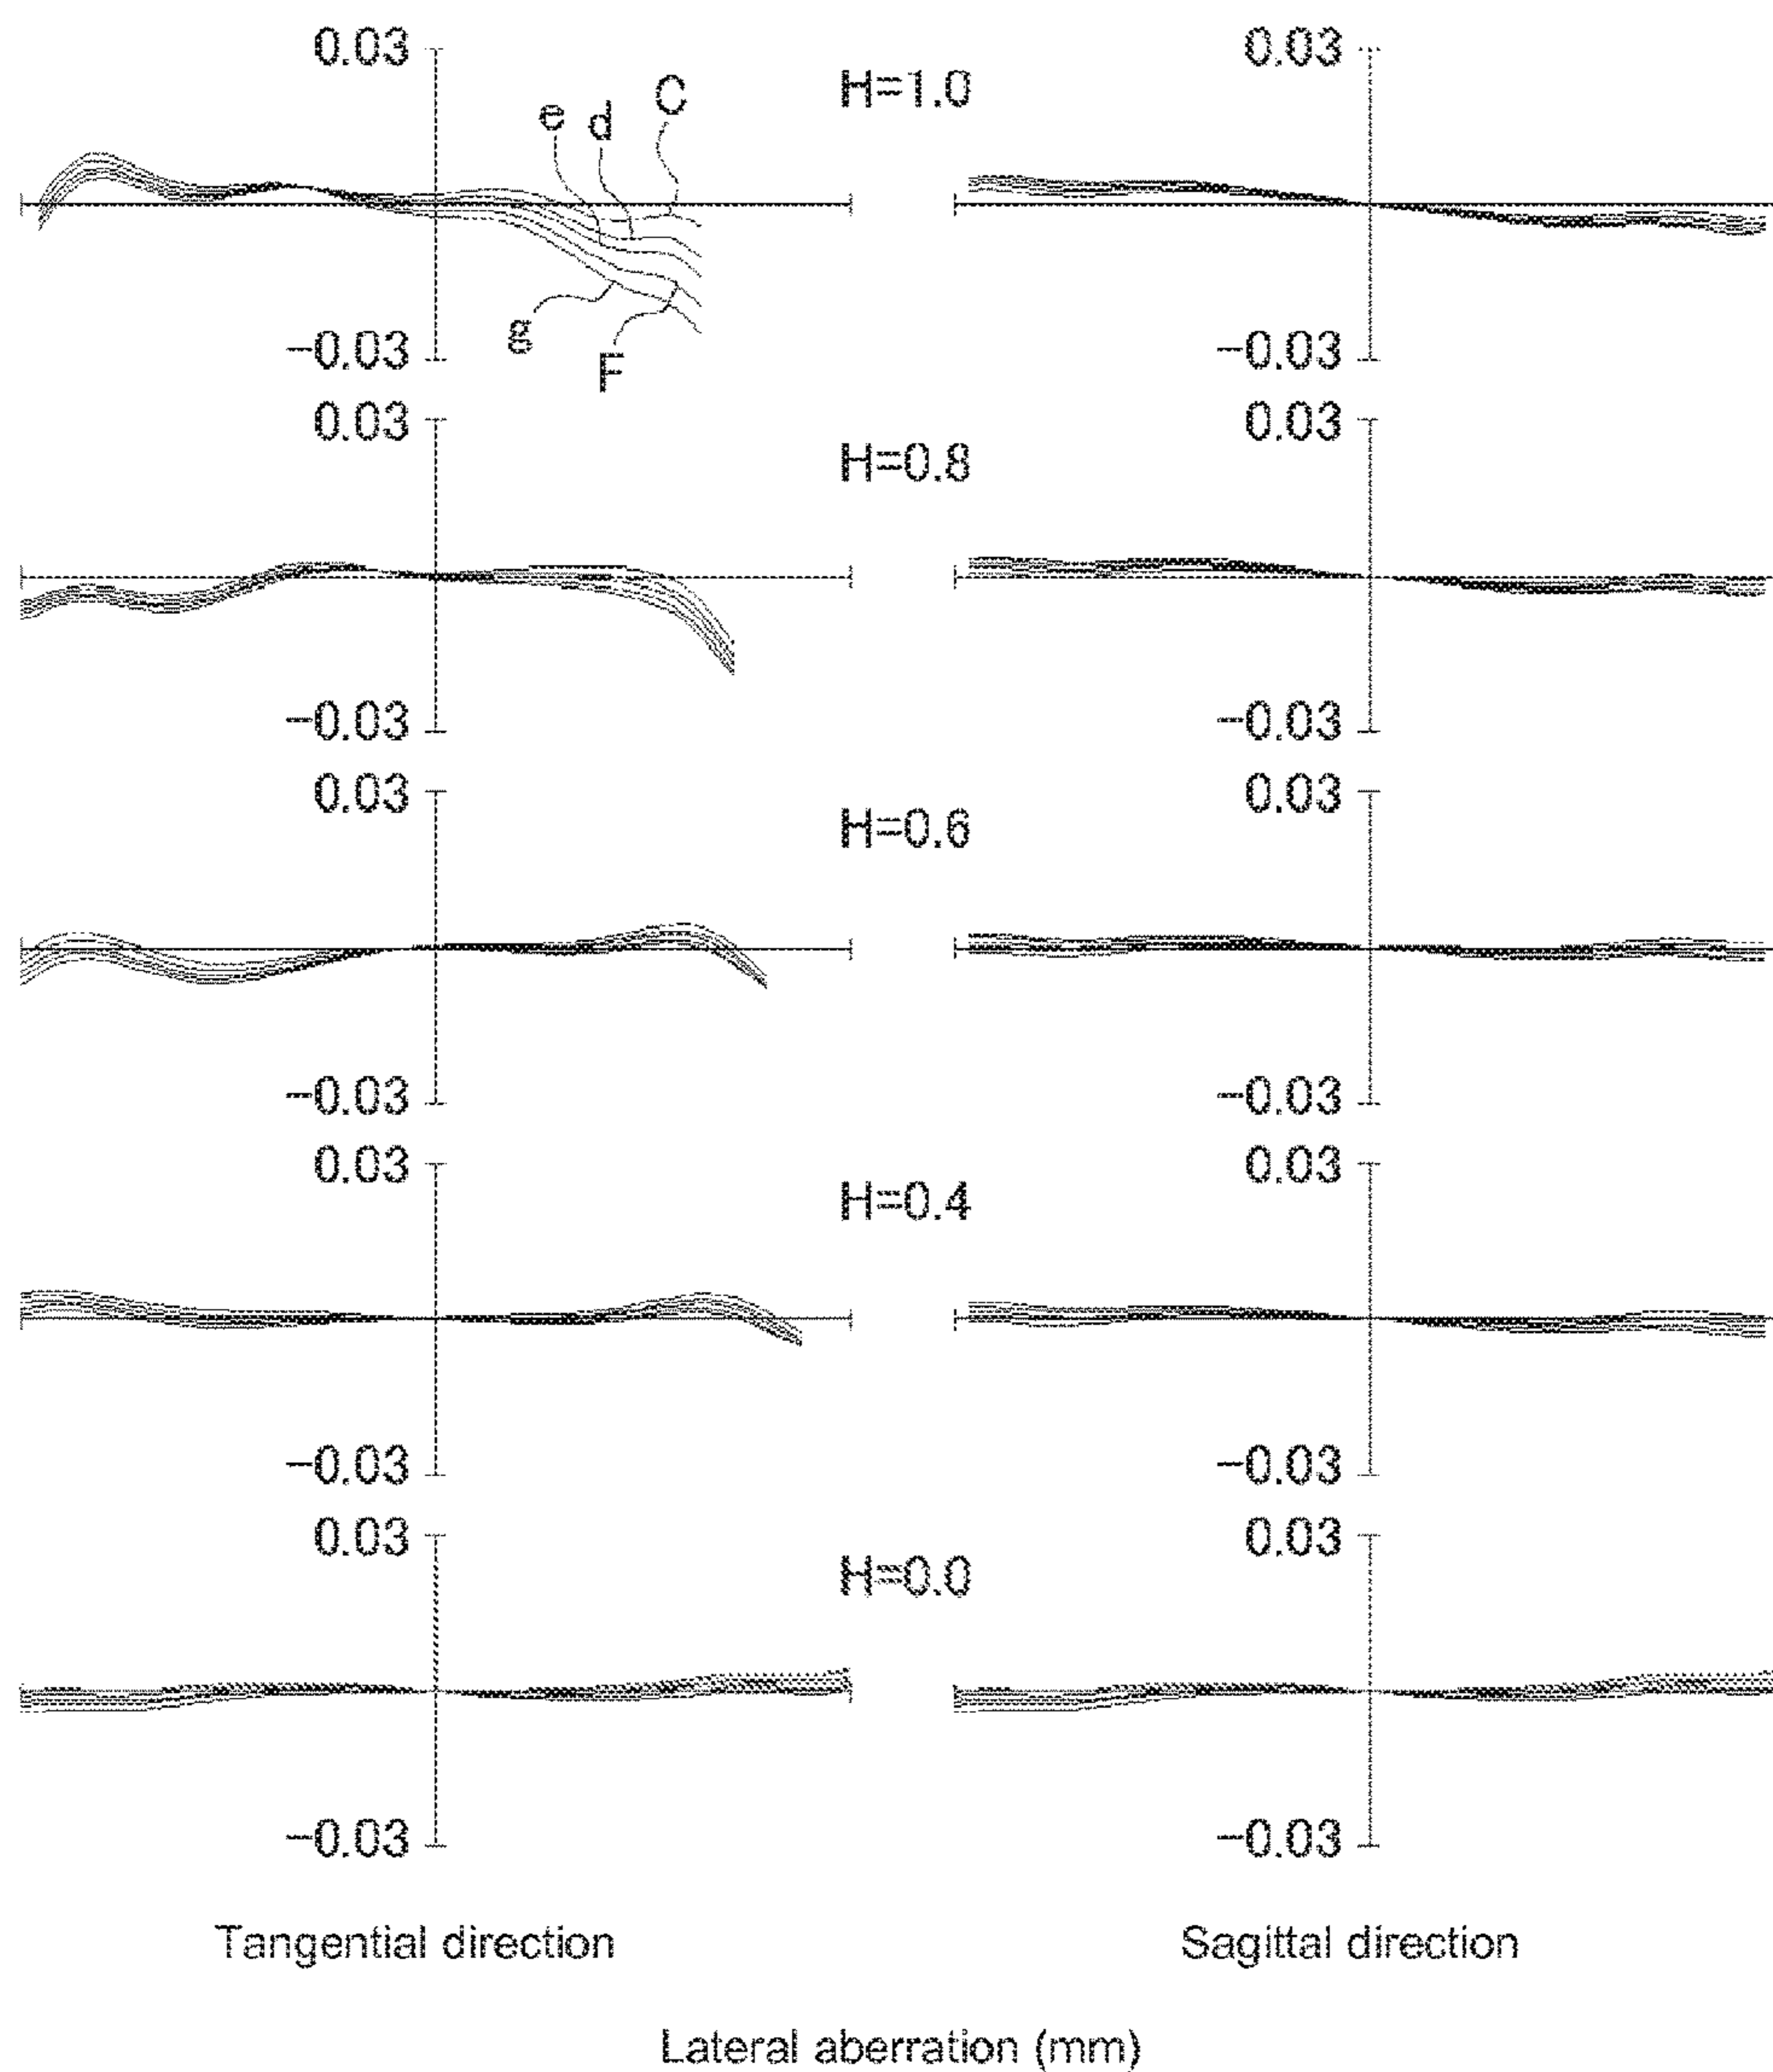 0.03 H=1.0 0.03
e d C
g F
−0.03 −0.03
0.03 0.03
H=0.8
−0.03 −0.03
0.03 0.03
H=0.6
−0.03 −0.03
0.03 0.03
H=0.4
−0.03 −0.03
0.03 0.03
H=0.0
−0.03 −0.03
Tangential direction Sagittal direction
Lateral aberration (mm)